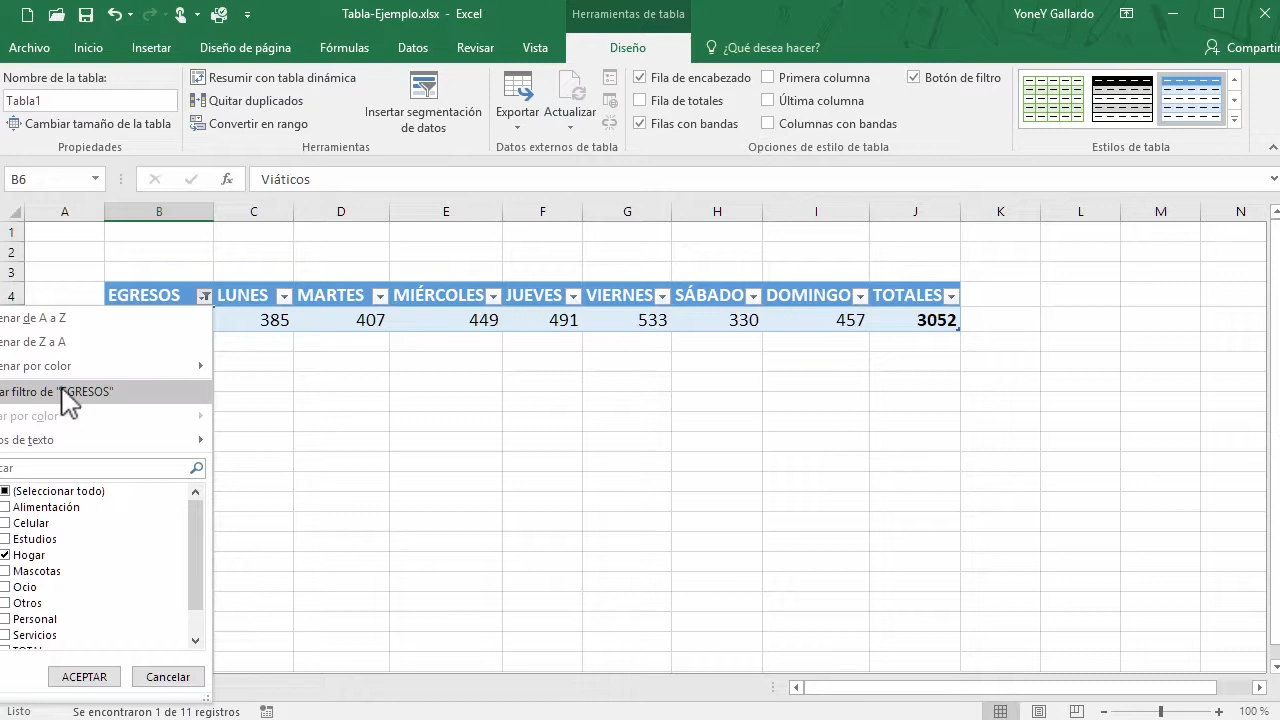 Tabla-Ejemplo.xlsx - Excel
Herramientas de tabla
YoneY Gallardo
Archivo Inicio Insertar Diseño de página Fórmulas Datos Revisar Vista Diseño ¿Qué desea hacer? Compartir
Nombre de la tabla:
Tabla1
Cambiar tamaño de la tabla
Propiedades
Resumir con tabla dinámica
Quitar duplicados
Convertir en rango
Insertar segmentación
de datos
Herramientas
Exportar Actualizar
Datos externos de tabla
Fila de encabezado Primera columna Botón de filtro
Fila de totales Última columna
Filas con bandas Columnas con bandas
Opciones de estilo de tabla
Estilos de tabla
B6 fx Viáticos
A B C D E F G H I J K L M N
1
2
3
4 EGRESOS LUNES MARTES MIÉRCOLES JUEVES VIERNES SÁBADO DOMINGO TOTALES
385 407 449 491 533 330 457 3052
enar de A a Z
enar de Z a A
enar por color
ar filtro de "EGRESOS"
ar por color
os de texto
car
(Seleccionar todo)
Alimentación
Celular
Estudios
Hogar
Mascotas
Ocio
Otros
Personal
Servicios
ACEPTAR Cancelar
Listo Se encontraron 1 de 11 registros 100 %